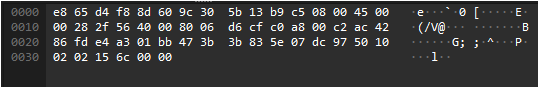 0000 e8 65 d4 f8 8d 60 9c 30 5b 13 b9 c5 08 00 45 00 ·e···`·0 [·····E·
0010 00 28 2f 56 40 00 80 06 d6 cf c0 a8 00 c2 ac 42 ·(/V@··· ·······B
0020 86 fd e4 a3 01 bb 47 3b 3b 83 5e 07 dc 97 50 10 ······G; ;·^···P·
0030 02 02 15 6c 00 00 ···l··